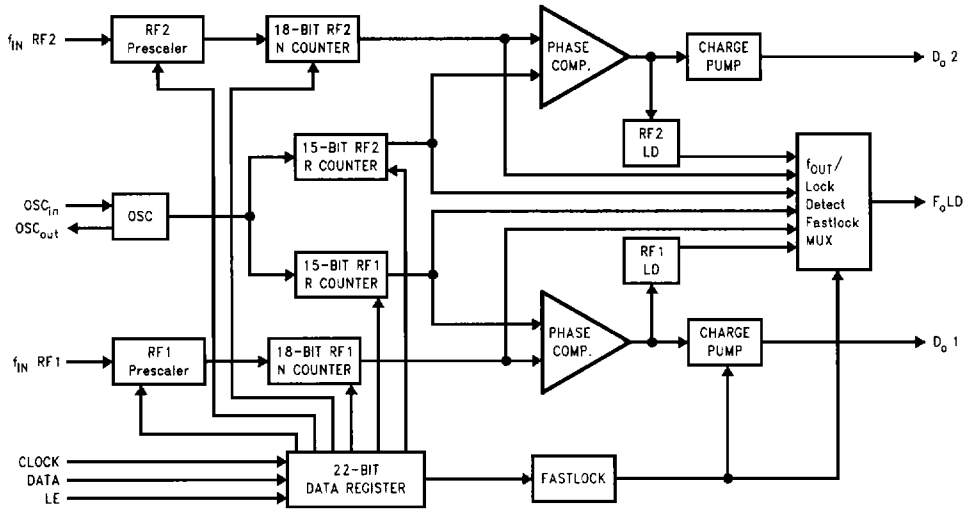 f_IN RF2
RF2
Prescaler
18-BIT RF2
N COUNTER
PHASE
COMP.
CHARGE
PUMP
D_o 2
RF2
LD
15-BIT RF2
R COUNTER
f_OUT/
Lock
Detect
Fastlock
MUX
F_oLD
OSC_in
OSC_out
OSC
15-BIT RF1
R COUNTER
RF1
LD
f_IN RF1
RF1
Prescaler
18-BIT RF1
N COUNTER
PHASE
COMP.
CHARGE
PUMP
D_o 1
CLOCK
DATA
LE
22-BIT
DATA REGISTER
FASTLOCK